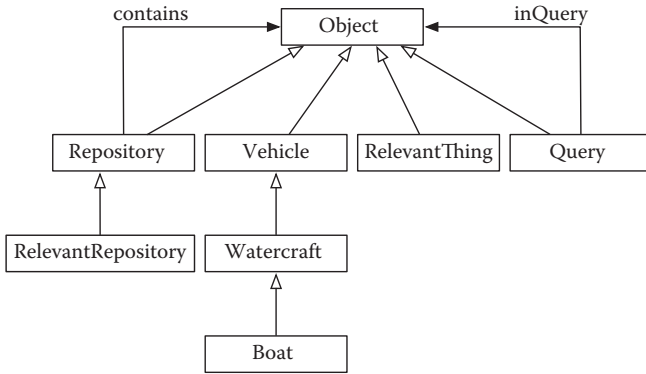 contains
Object
inQuery
Repository
Vehicle
RelevantThing
Query
RelevantRepository
Watercraft
Boat